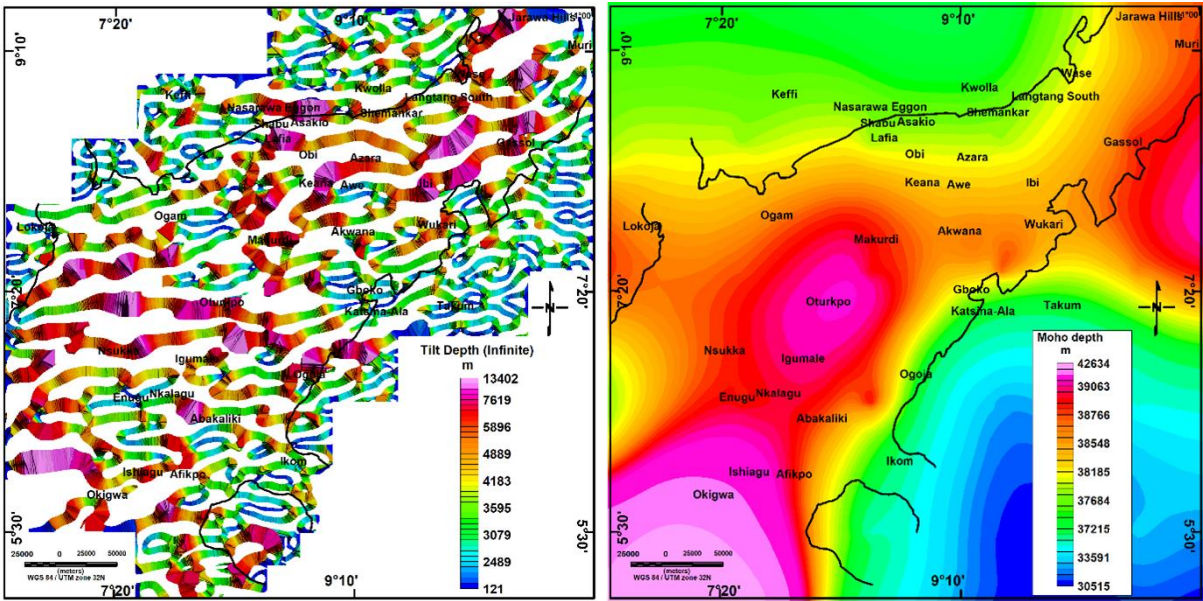 7°20'
9°10'
Jarawa Hills
11°00'
Muri
9°10'
Wase
Kwolla
Keffi
Langtang South
Nasarawa Eggon
Shemankar
Shabu
Asakio
Lafia
Gassol
Obi
Azara
Keana
Awe
Ibi
Ogam
Lokoja
Wukari
Akwana
Makurdi
7°20'
Gboko
7°20'
Oturkpo
Katsina-Ala
Takum
N
Nsukka
Igumale
Ogoja
Tilt Depth (Infinite)
m
13402
7619
5896
4889
4183
3595
3079
2489
121
Enugu
Nkalagu
Abakaliki
Ikom
Ishiagu
Afikpo
Okigwa
5°30'
5°30'
25000 0 25000 50000
(meters)
WGS 84 / UTM zone 32N
7°20'
9°10'
7°20'
9°10'
Jarawa Hills
11°00'
Muri
9°10'
Wase
Kwolla
Keffi
Langtang South
Nasarawa Eggon
Shemankar
Shabu
Asakio
Lafia
Gassol
Obi
Azara
Keana
Awe
Ibi
Ogam
Lokoja
Wukari
Akwana
Makurdi
7°20'
Gboko
7°20'
Oturkpo
Katsina-Ala
Takum
N
Nsukka
Igumale
Ogoja
Moho depth
m
42634
39063
38766
38548
38185
37684
37215
33591
30515
Enugu
Nkalagu
Abakaliki
Ikom
Ishiagu
Afikpo
Okigwa
5°30'
5°30'
25000 0 25000 50000
(meters)
WGS 84 / UTM zone 32N
7°20'
9°10'